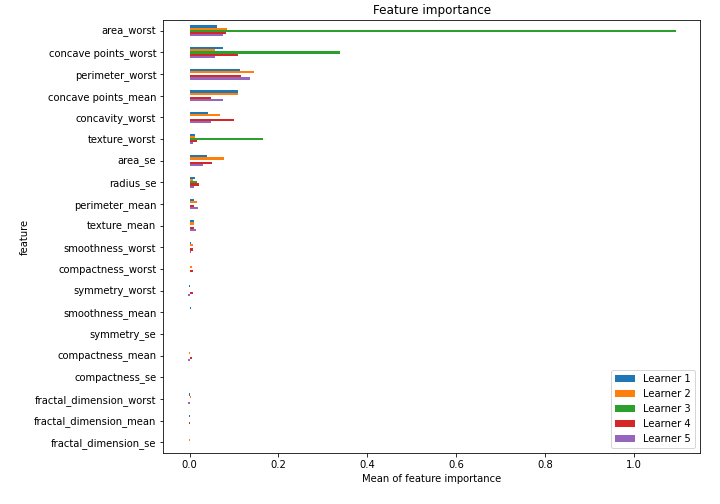 Feature importance
area_worst
concave points_worst
perimeter_worst
concave points_mean
concavity_worst
texture_worst
area_se
radius_se
perimeter_mean
texture_mean
smoothness_worst
compactness_worst
symmetry_worst
smoothness_mean
symmetry_se
compactness_mean
compactness_se
fractal_dimension_worst
fractal_dimension_mean
fractal_dimension_se
feature
Learner 1
Learner 2
Learner 3
Learner 4
Learner 5
0.0 0.2 0.4 0.6 0.8 1.0
Mean of feature importance